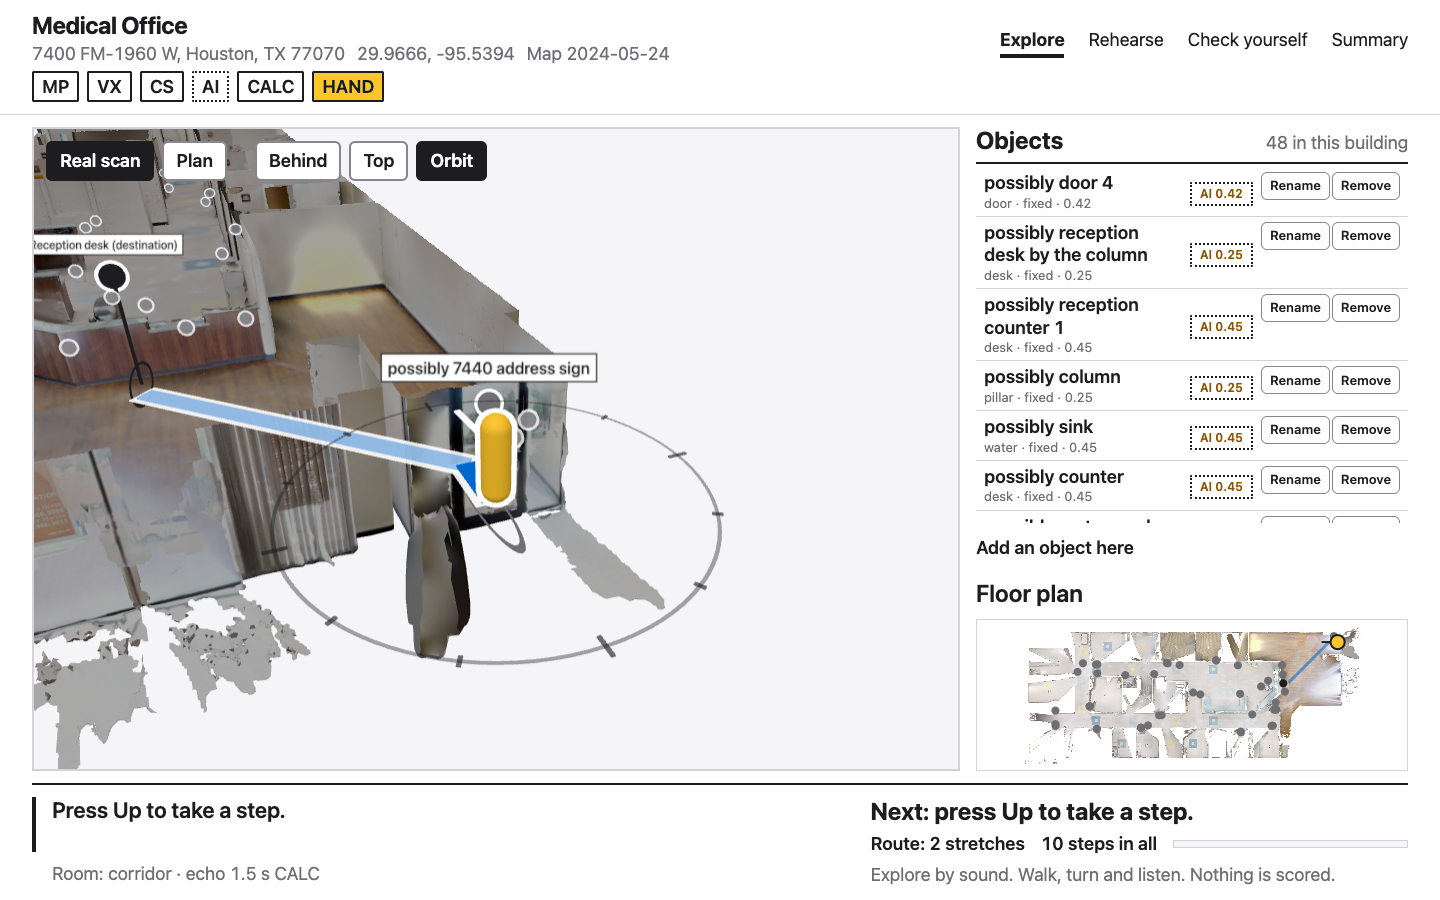 Medical Office
7400 FM-1960 W, Houston, TX 77070 29.9666, -95.5394 Map 2024-05-24
MP VX CS AI CALC HAND
Explore Rehearse Check yourself Summary
Real scan Plan Behind Top Orbit
Reception desk (destination)
possibly 7440 address sign
Objects 48 in this building
possibly door 4
door · fixed · 0.42
AI 0.42 Rename Remove
possibly reception
desk by the column
desk · fixed · 0.25
AI 0.25 Rename Remove
possibly reception
counter 1
desk · fixed · 0.45
AI 0.45 Rename Remove
possibly column
pillar · fixed · 0.25
AI 0.25 Rename Remove
possibly sink
water · fixed · 0.45
AI 0.45 Rename Remove
possibly counter
desk · fixed · 0.45
AI 0.45 Rename Remove
Add an object here
Floor plan
Press Up to take a step.
Room: corridor · echo 1.5 s CALC
Next: press Up to take a step.
Route: 2 stretches 10 steps in all
Explore by sound. Walk, turn and listen. Nothing is scored.